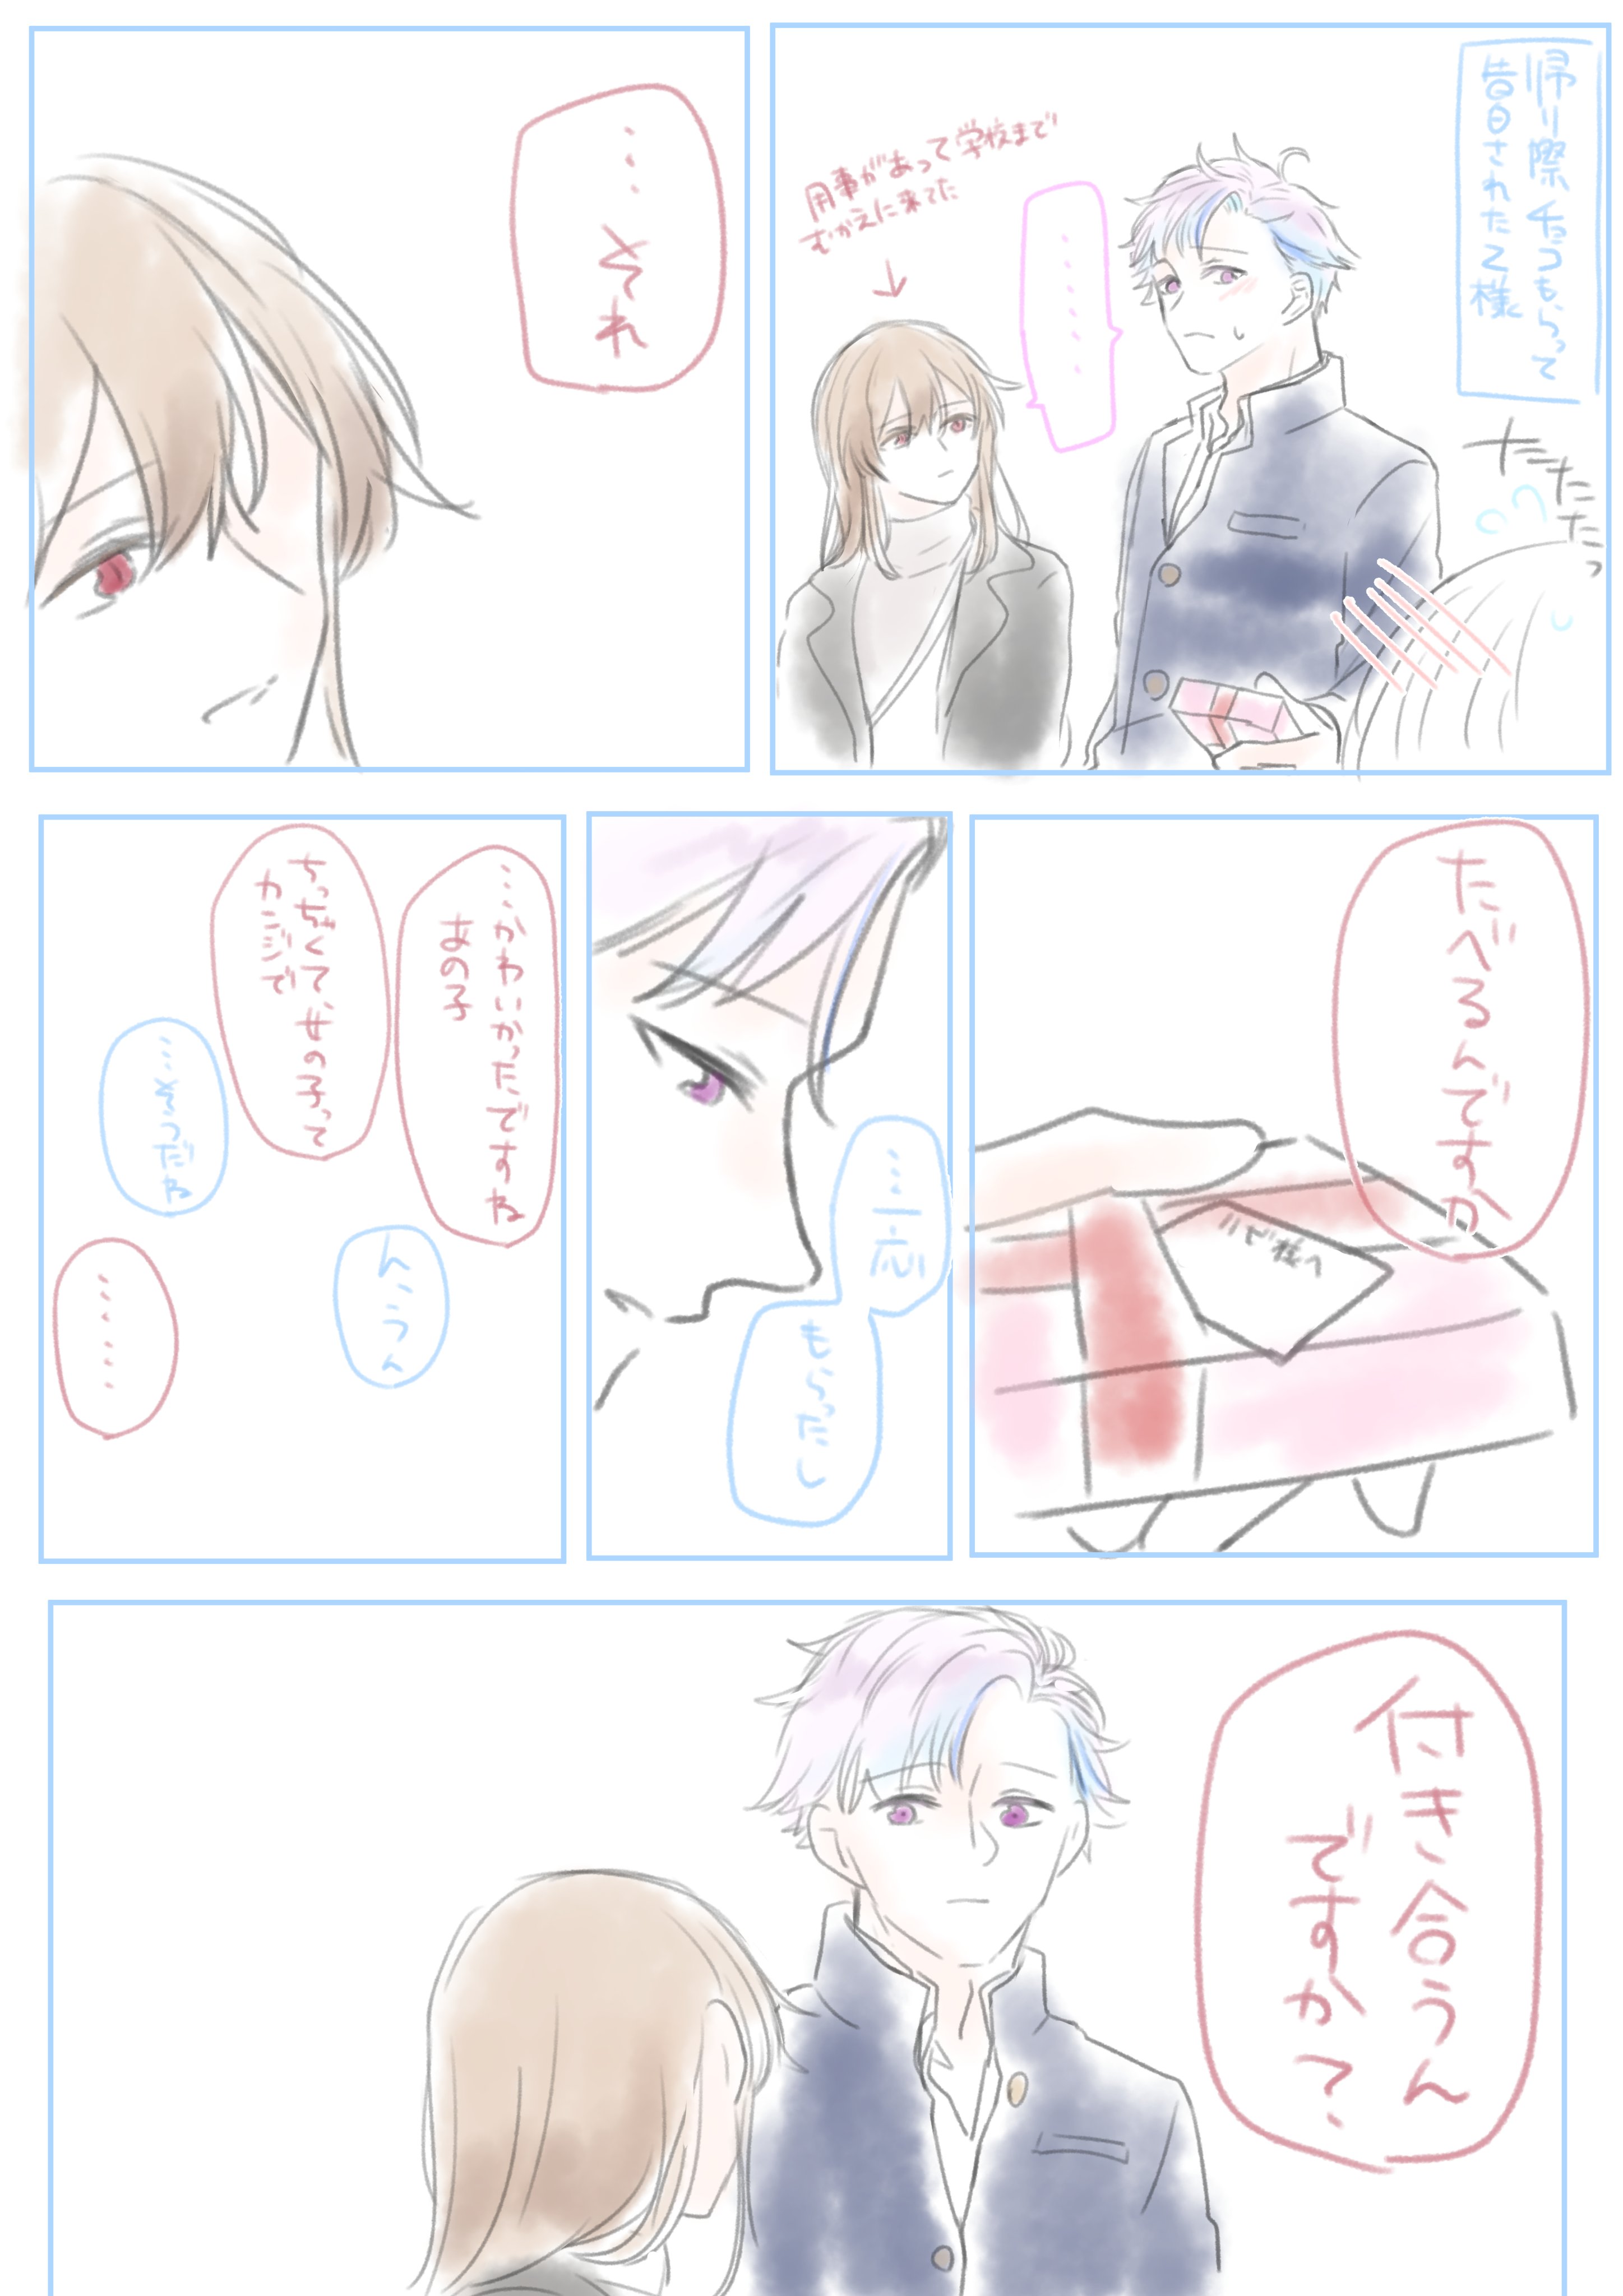 帰り際チョコもらって
告白されたZ様
たたたたっ
………
用事があって学校まで
むかえに来てた
…それ
たべるんですか
様へ
…一応
もらったし
…かわいかったですね
あの子
ちっちゃくて、女の子って
カンジで
…そうだね
んーうん
………
付き合うん
ですか？